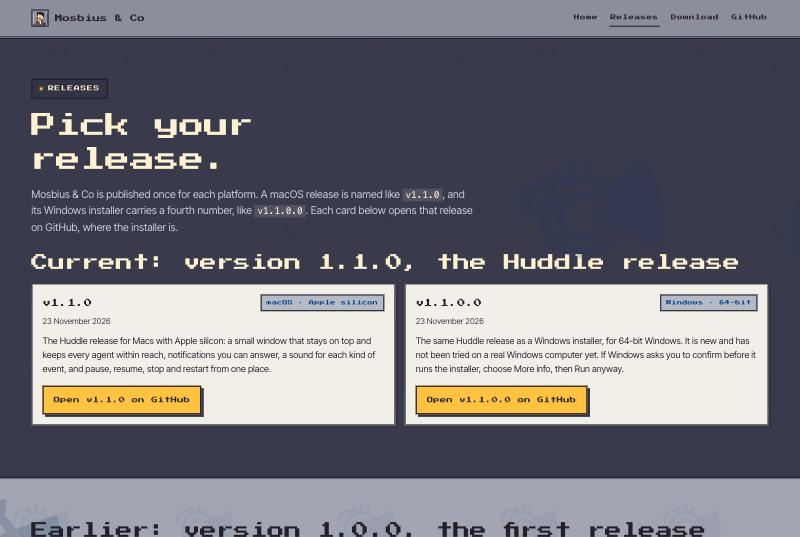 Mosbius & Co
Home Releases Download GitHub
RELEASES
Pick your
release.
Mosbius & Co is published once for each platform. A macOS release is named like v1.1.0, and
its Windows installer carries a fourth number, like v1.1.0.0. Each card below opens that release
on GitHub, where the installer is.
Current: version 1.1.0, the Huddle release
v1.1.0
macOS · Apple silicon
23 November 2026
The Huddle release for Macs with Apple silicon: a small window that stays on top and
keeps every agent within reach, notifications you can answer, a sound for each kind of
event, and pause, resume, stop and restart from one place.
Open v1.1.0 on GitHub
v1.1.0.0
Windows · 64-bit
23 November 2026
The same Huddle release as a Windows installer, for 64-bit Windows. It is new and has
not been tried on a real Windows computer yet. If Windows asks you to confirm before it
runs the installer, choose More info, then Run anyway.
Open v1.1.0.0 on GitHub
Earlier: version 1.0.0, the first release